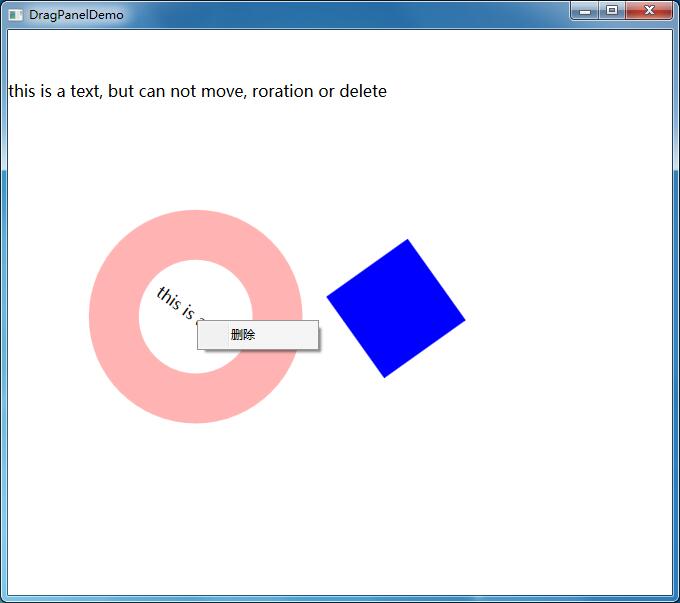 DragPanelDemo
this is a text, but can not move, roration or delete
this is a
删除